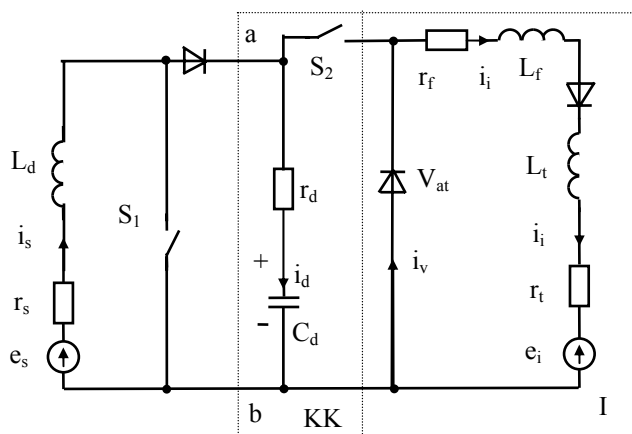 a
S2
rf
ii
Lf
Ld
S1
rd
Vat
Lt
is
+
id
iv
ii
rs
-
Cd
rt
es
ei
b
KK
I